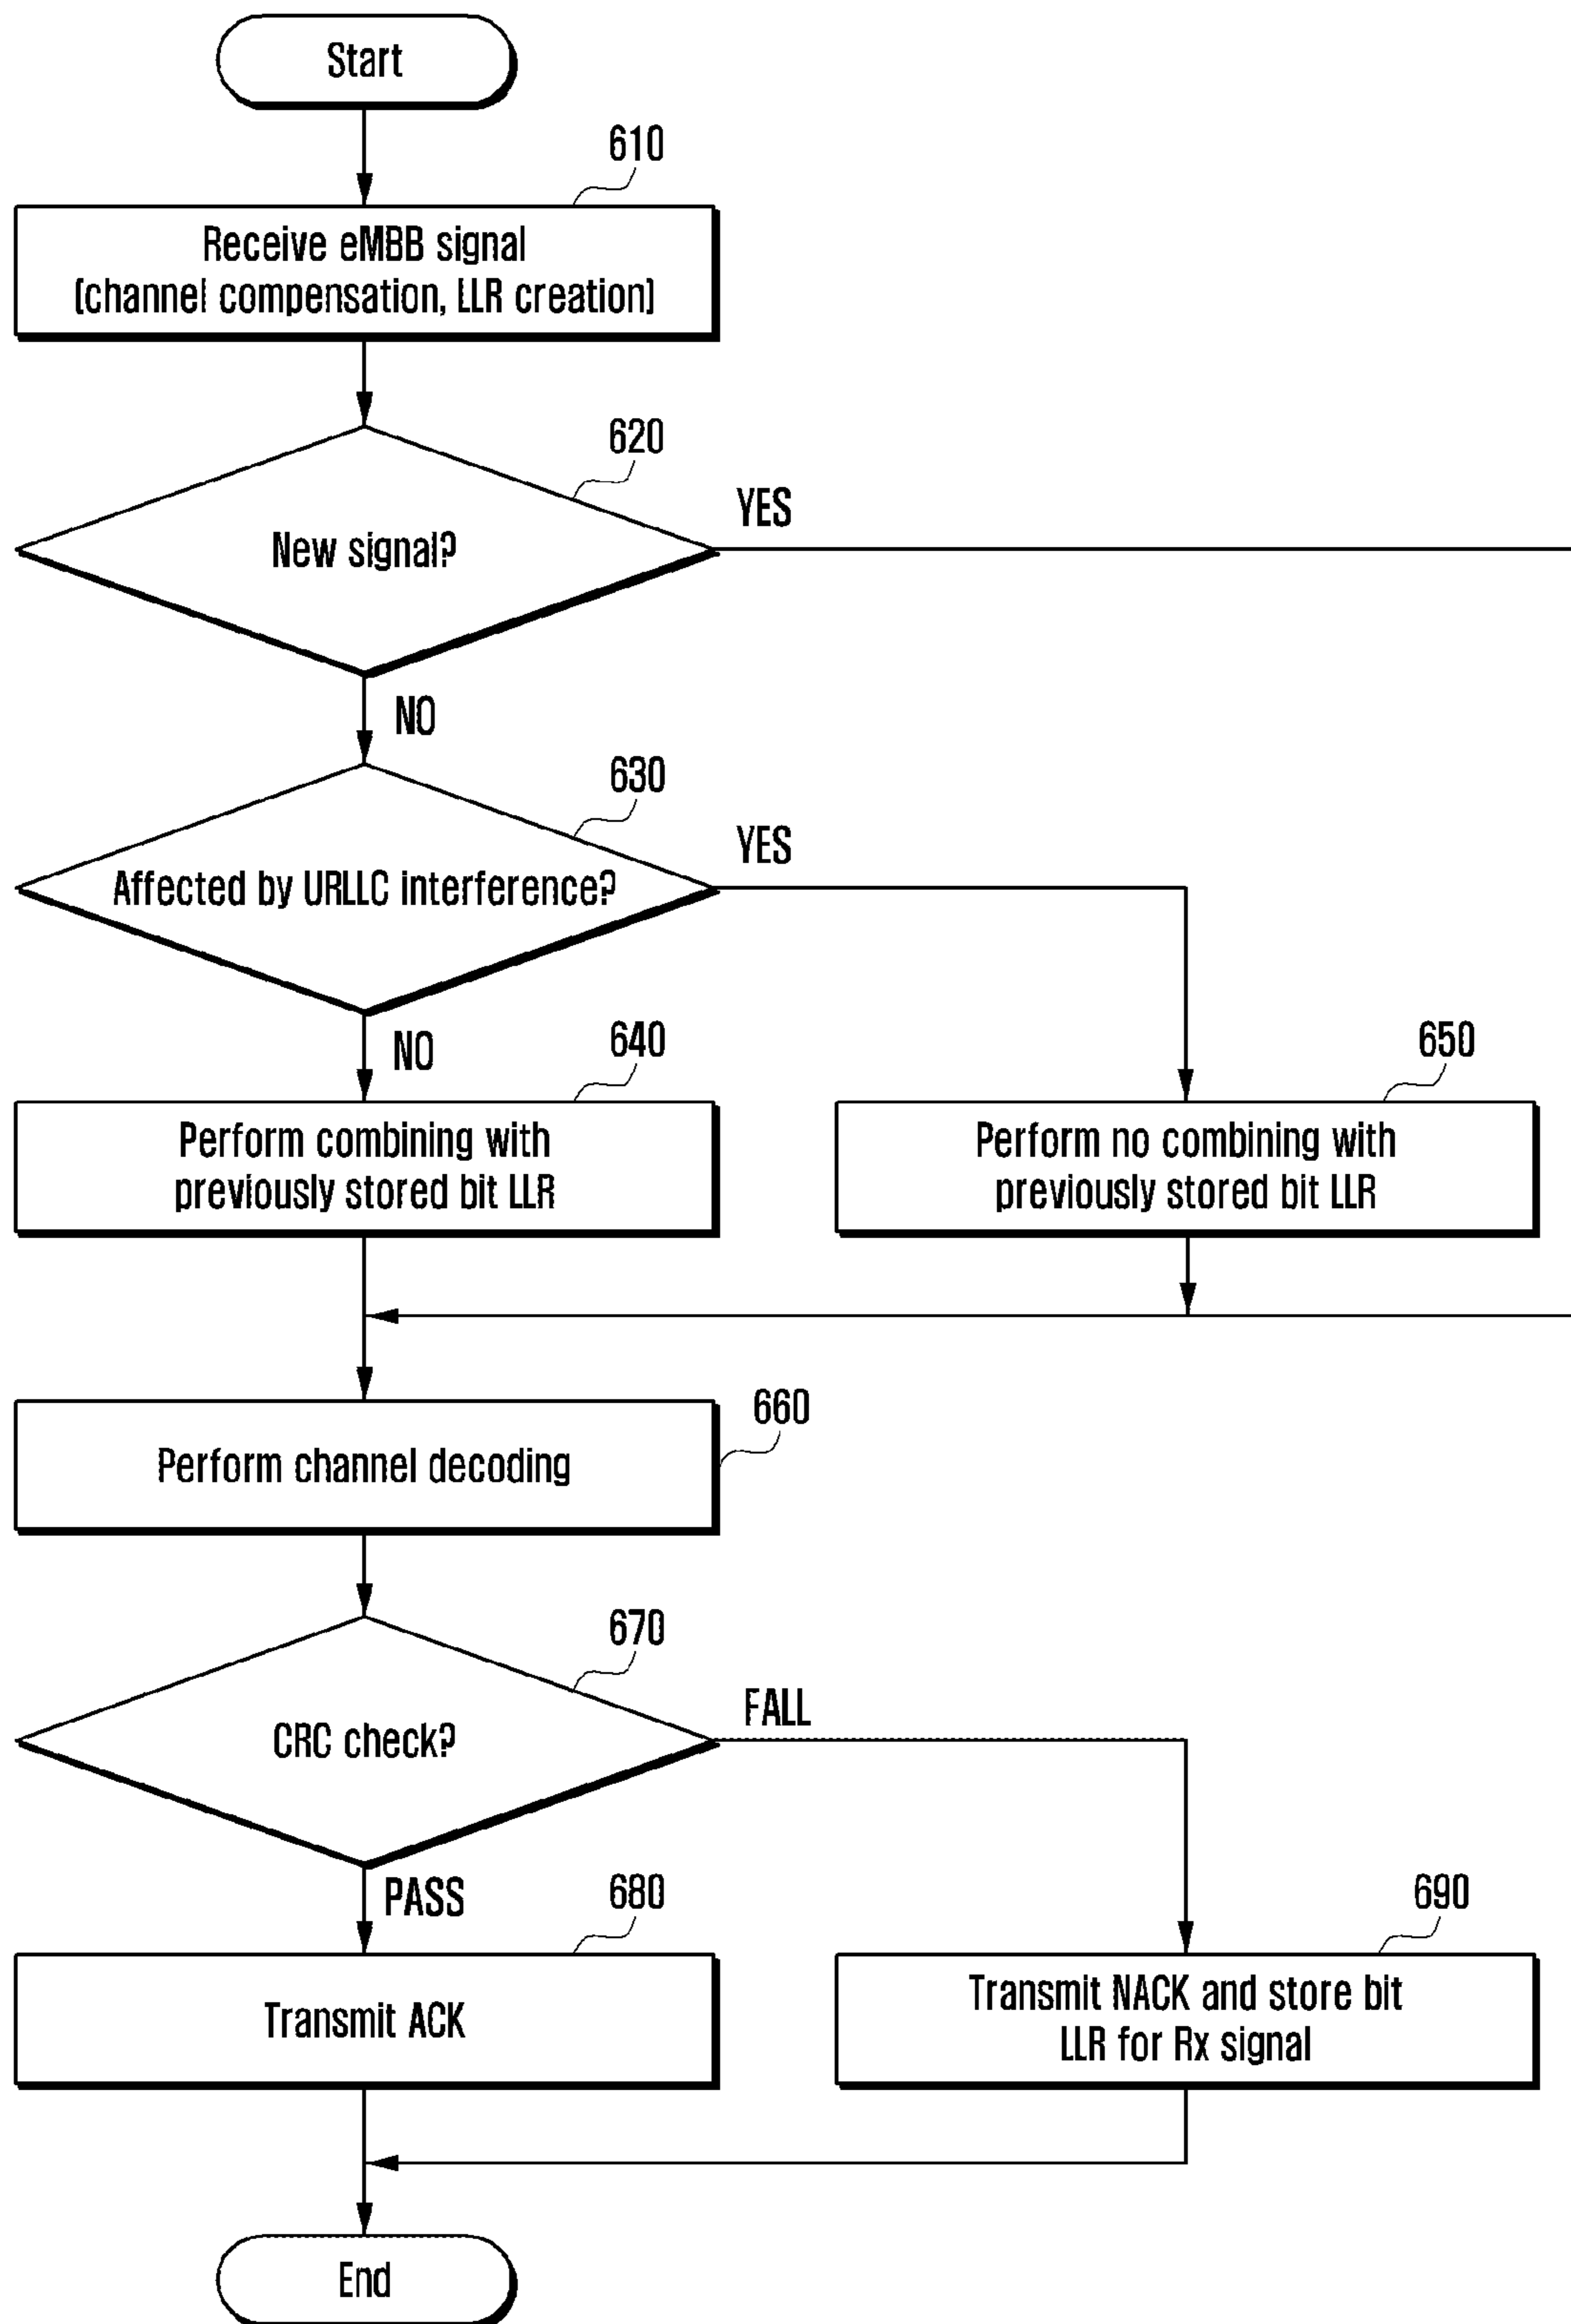 Start
610
Receive eMBB signal
(channel compensation, LLR creation)
620
New signal?
YES
NO
630
Affected by URLLC interference?
YES
NO
640
Perform combining with
previously stored bit LLR
650
Perform no combining with
previously stored bit LLR
660
Perform channel decoding
670
CRC check?
FALL
PASS
680
Transmit ACK
690
Transmit NACK and store bit
LLR for Rx signal
End